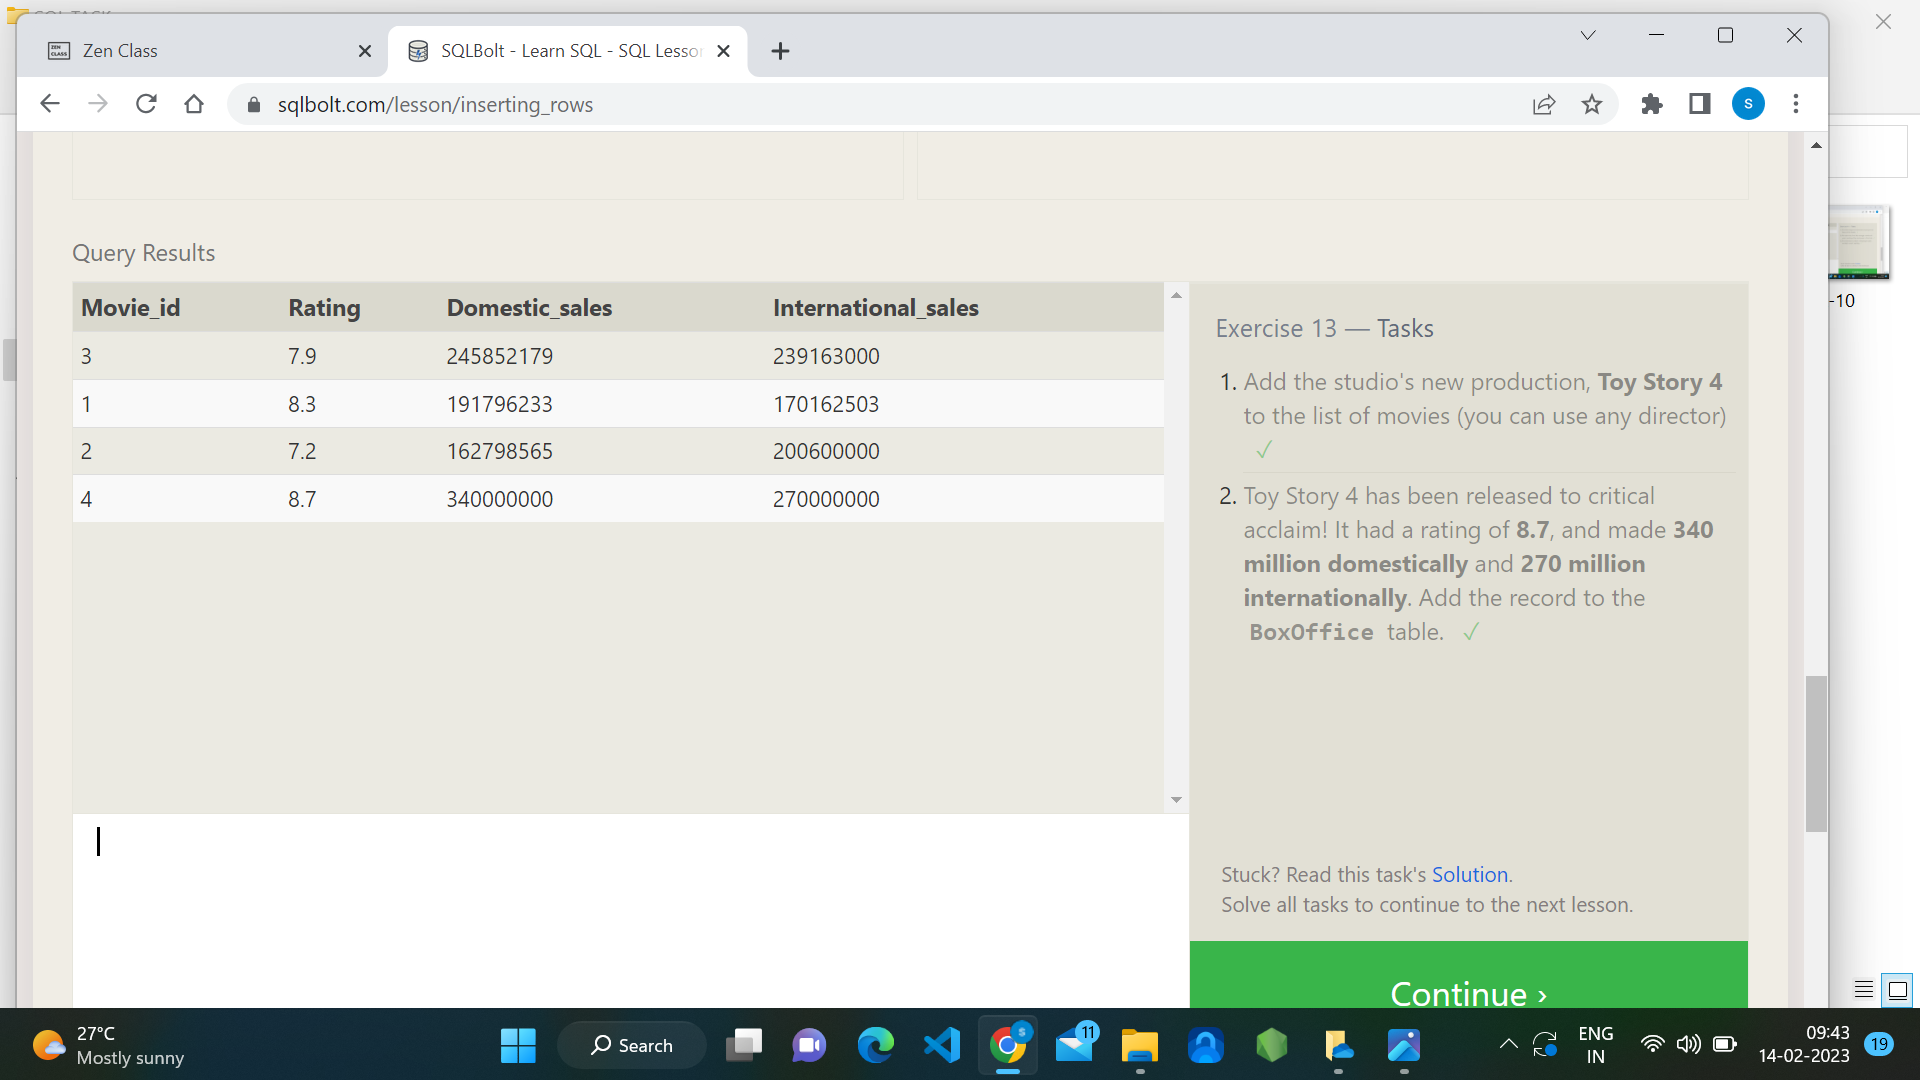 Zen Class
SQLBolt - Learn SQL - SQL Lesson
sqlbolt.com/lesson/inserting_rows
S
-10
Query Results
Movie_id Rating Domestic_sales International_sales
3 7.9 245852179 239163000
1 8.3 191796233 170162503
2 7.2 162798565 200600000
4 8.7 340000000 270000000
Exercise 13 — Tasks
1. Add the studio's new production, Toy Story 4
to the list of movies (you can use any director)
✓
2. Toy Story 4 has been released to critical
acclaim! It had a rating of 8.7, and made 340
million domestically and 270 million
internationally. Add the record to the
BoxOffice table. ✓
Stuck? Read this task's Solution.
Solve all tasks to continue to the next lesson.
Continue ›
27°C
Mostly sunny
Search
11
ENG
IN
09:43
14-02-2023
19